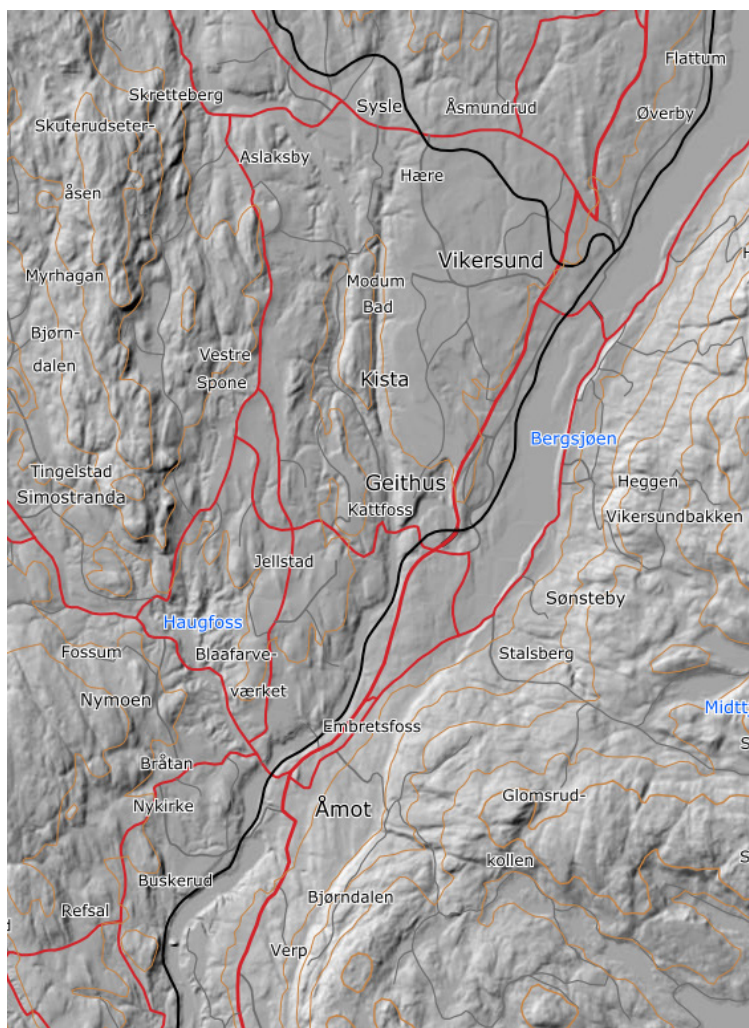 Flattum
Skretteberg
Sysle
Åsmundrud
Øverby
Skuterudseter-
Aslaksby
Hære
åsen
Vikersund
Myrhagan
Modum
Bad
Bjørn-
dalen
Vestre
Spone
Kista
Bergsjøen
Tingelstad
Simostranda
Geithus
Kattfoss
Heggen
Vikersundbakken
Jellstad
Sønsteby
Haugfoss
Fossum
Blaafarve-
værket
Stalsberg
Nymoen
Embretsfoss
Bråtan
Nykirke
Åmot
Glomsrud-
kollen
Buskerud
Bjørndalen
Refsal
Verp